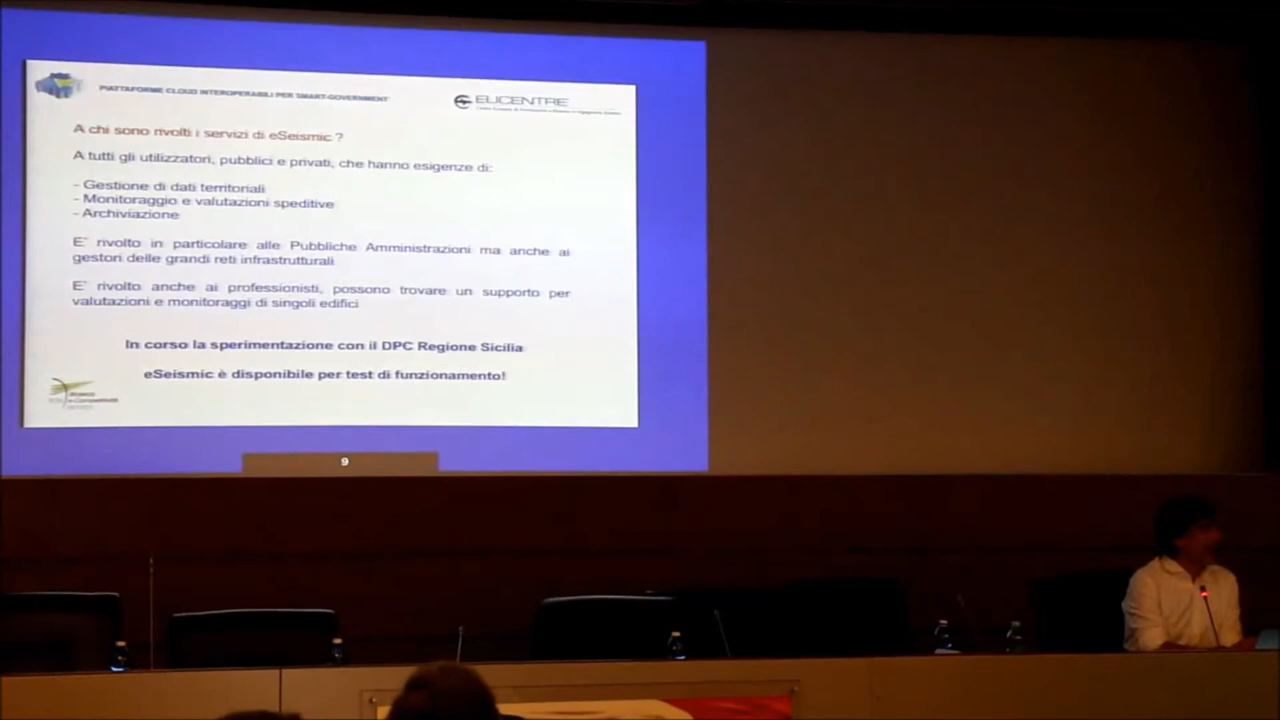 PIATTAFORME CLOUD INTEROPERABILI PER SMART-GOVERNMENT
EUCENTRE
A chi sono rivolti i servizi di eSeismic ?
A tutti gli utilizzatori, pubblici e privati, che hanno esigenze di:
- Gestione di dati territoriali
- Monitoraggio e valutazioni speditive
- Archiviazione
E' rivolto in particolare alle Pubbliche Amministrazioni ma anche ai
gestori delle grandi reti infrastrutturali
E' rivolto anche ai professionisti, possono trovare un supporto per
valutazioni e monitoraggi di singoli edifici
In corso la sperimentazione con il DPC Regione Sicilia
eSeismic è disponibile per test di funzionamento!
9